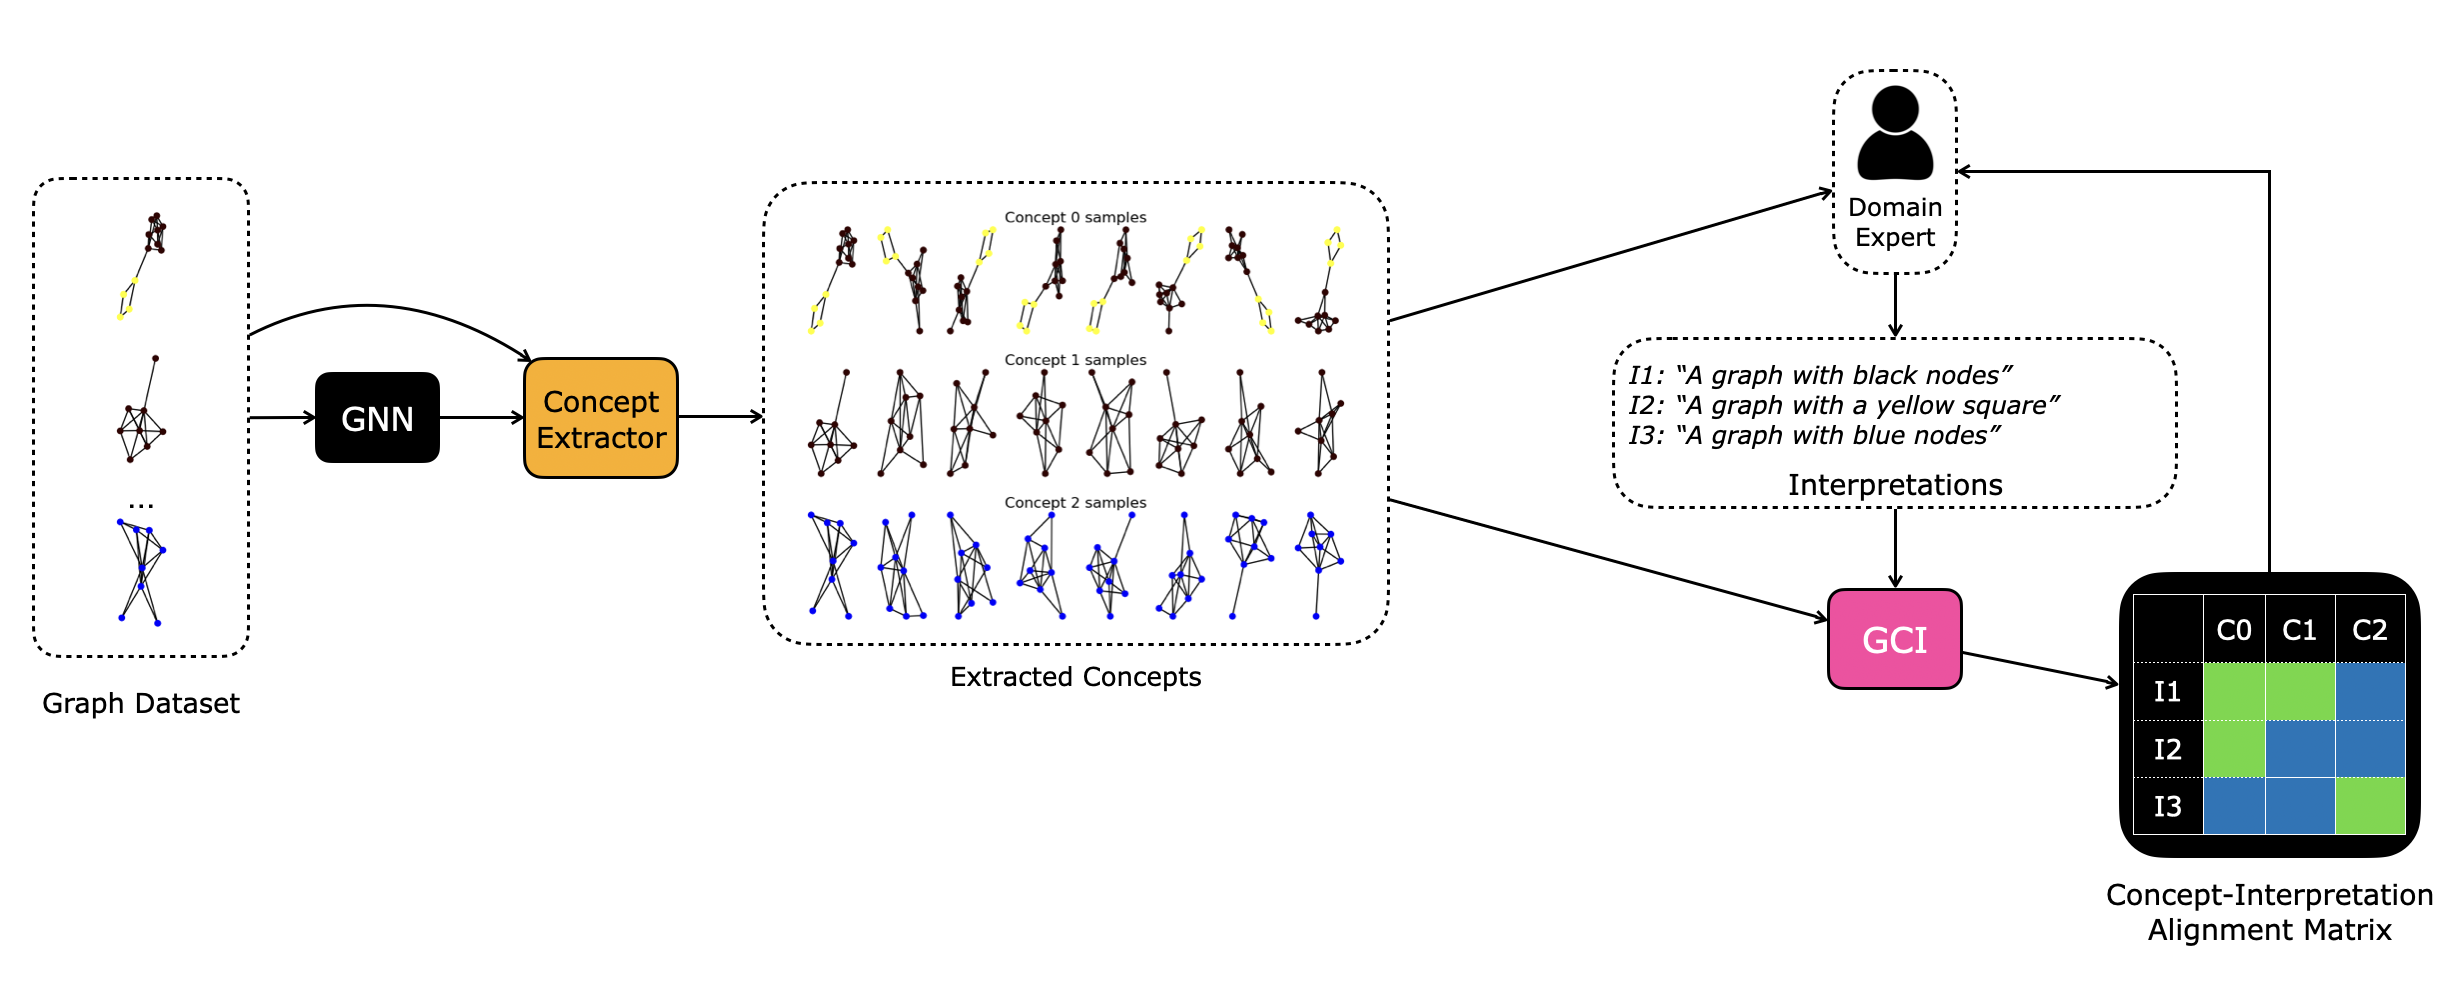 Graph Dataset
...
GNN
Concept
Extractor
Concept 0 samples
Concept 1 samples
Concept 2 samples
Extracted Concepts
Domain
Expert
I1: “A graph with black nodes”
I2: “A graph with a yellow square”
I3: “A graph with blue nodes”
Interpretations
GCI
C0 C1 C2
I1
I2
I3
Concept-Interpretation
Alignment Matrix